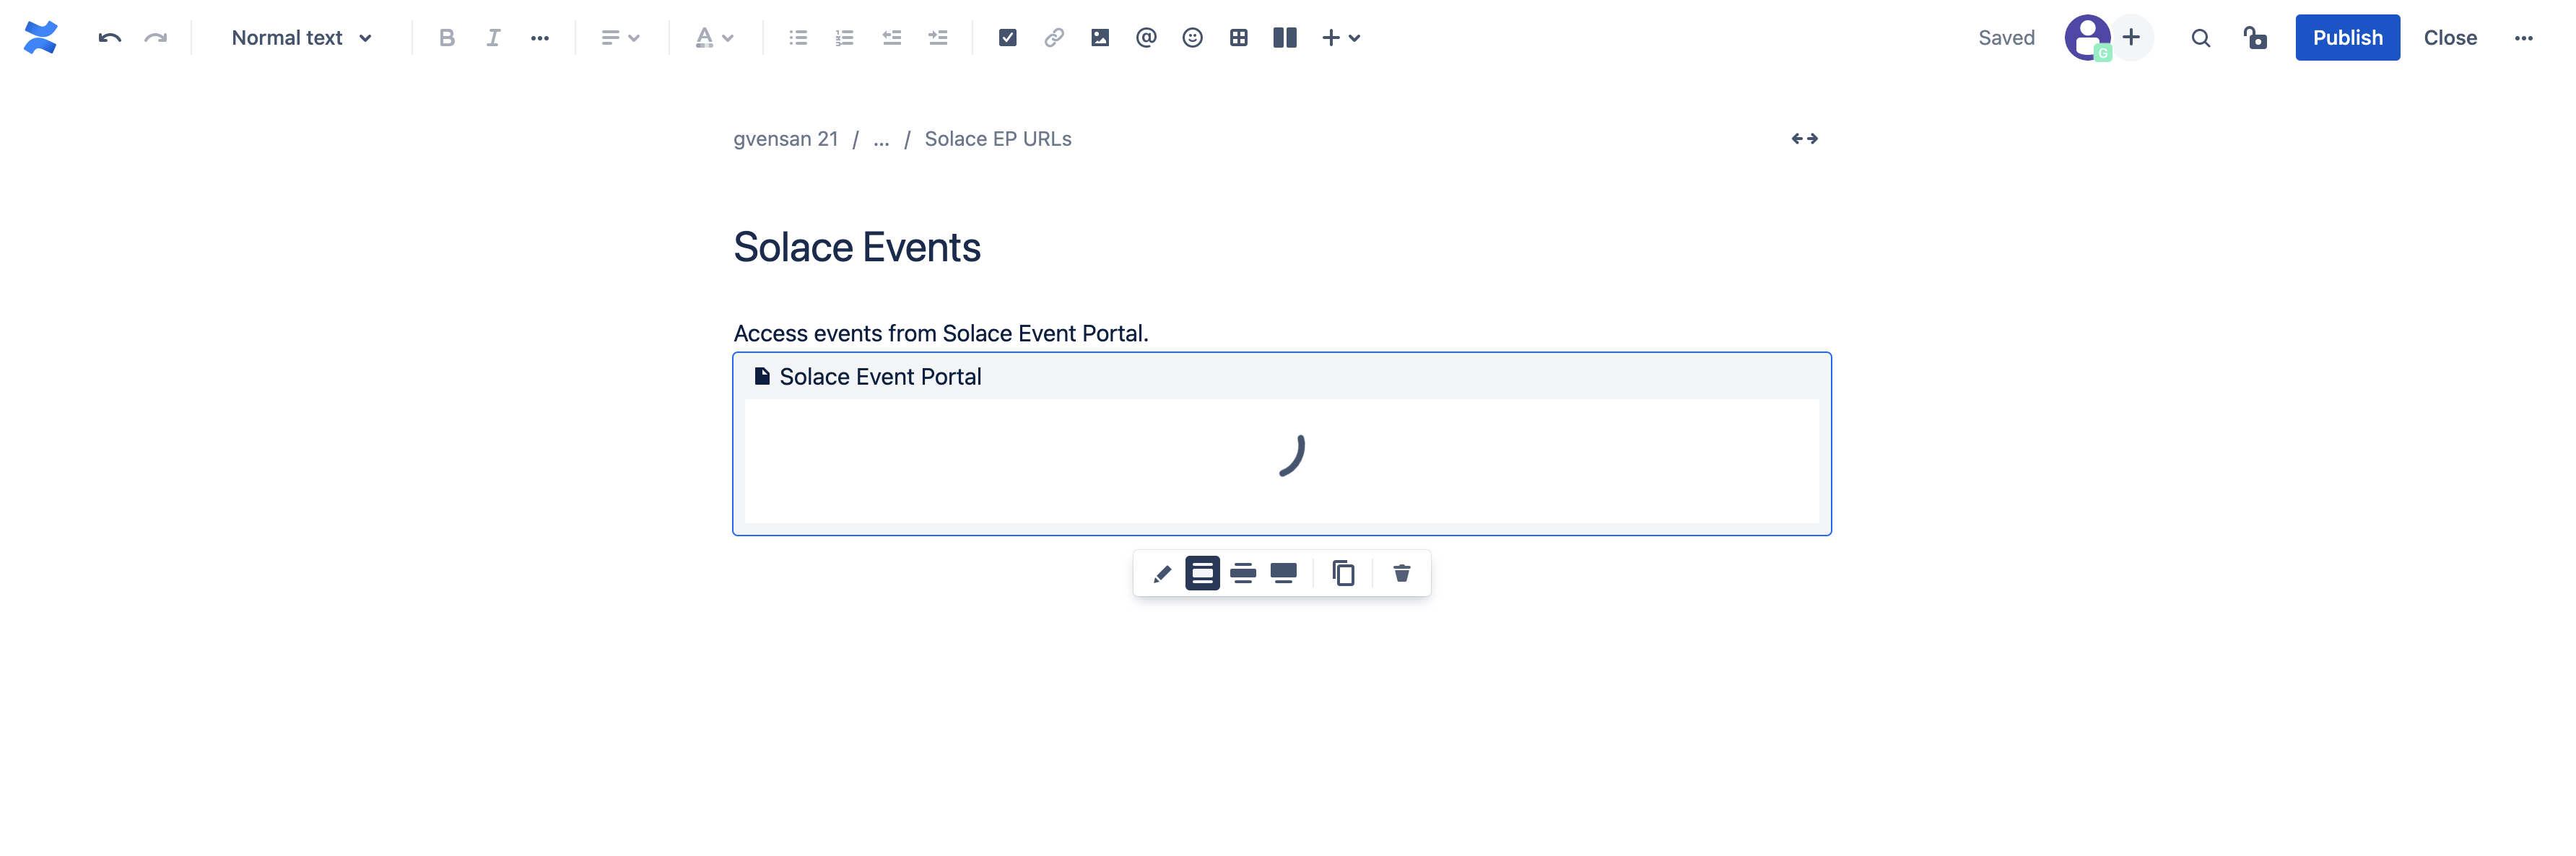 Normal text
Saved
G
Publish
Close
gvensan 21 / ... / Solace EP URLs
Solace Events
Access events from Solace Event Portal.
Solace Event Portal